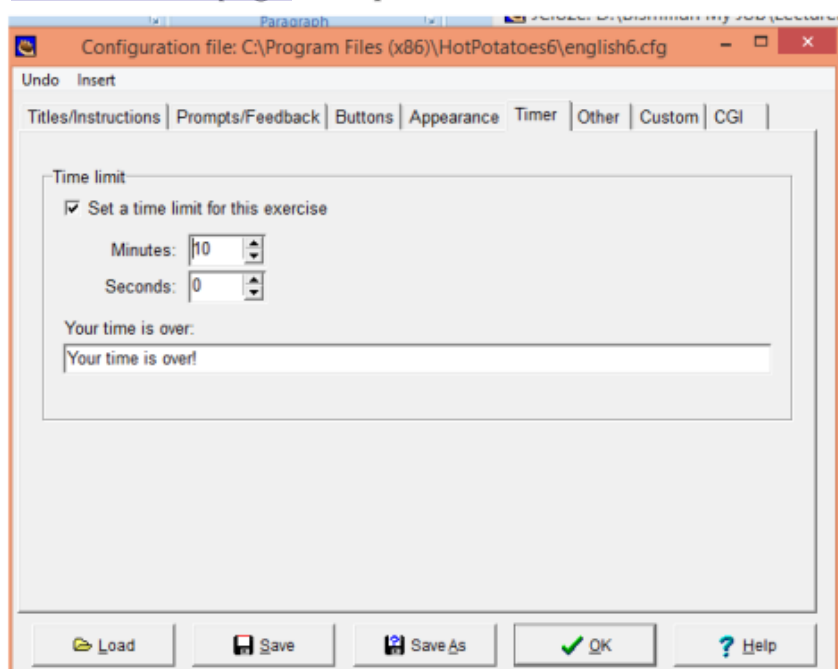 Paragraph
Configuration file: C:\Program Files (x86)\HotPotatoes6\english6.cfg
Undo Insert
Titles/Instructions Prompts/Feedback Buttons Appearance Timer Other Custom CGI
Time limit
Set a time limit for this exercise
Minutes: 10
Seconds: 0
Your time is over:
Your time is over!
Load Save Save As OK Help